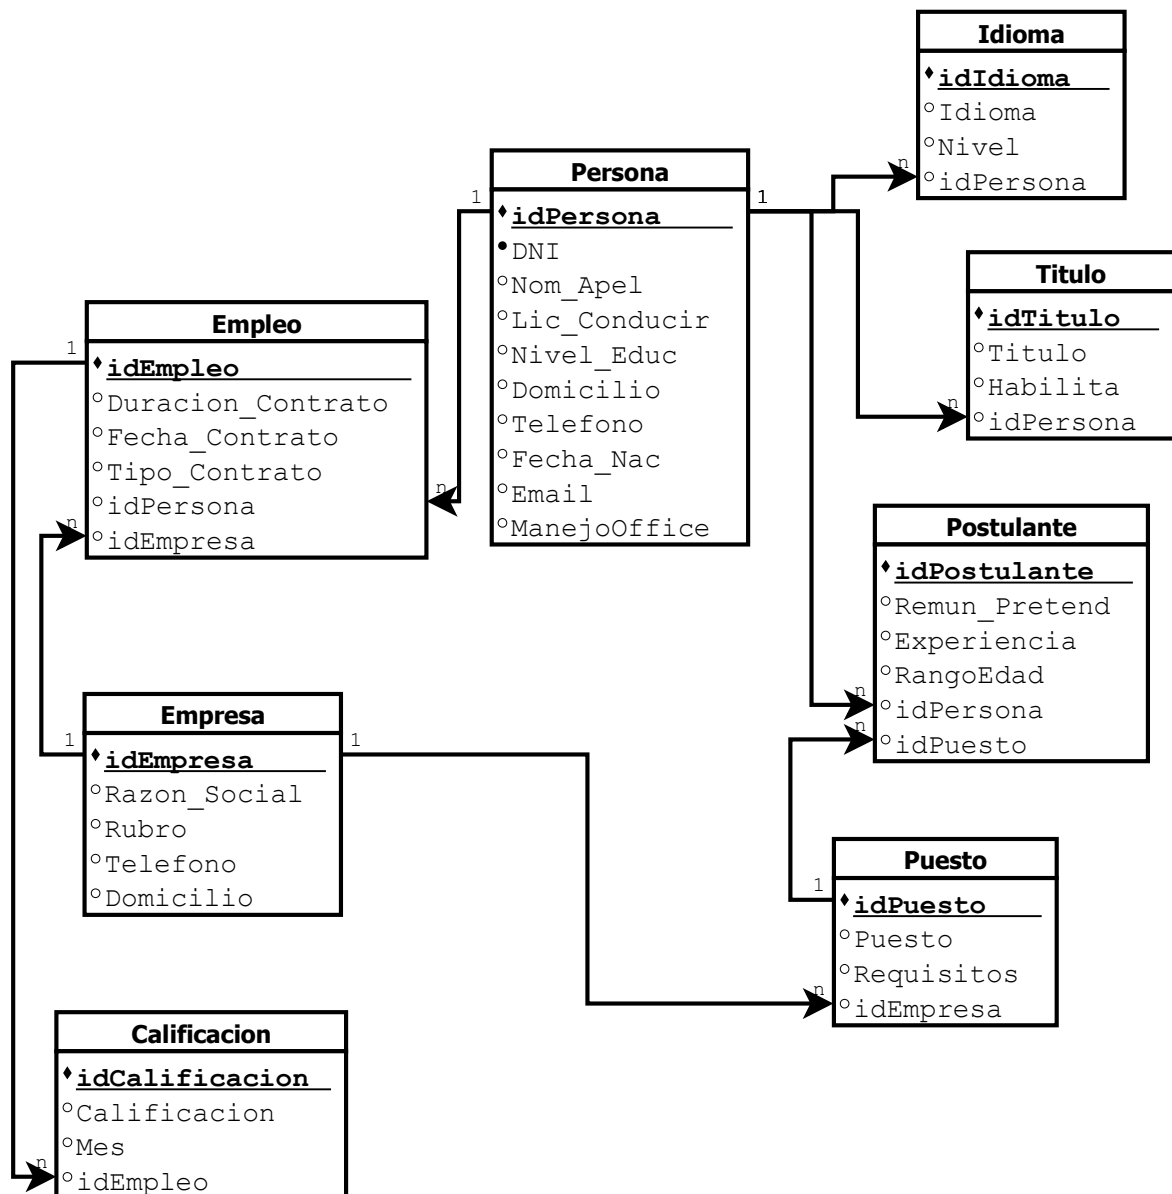 Idioma
idIdioma
Idioma
Nivel
idPersona
n
Persona
idPersona
DNI
Nom_Apel
Lic_Conducir
Nivel_Educ
Domicilio
Telefono
Fecha_Nac
Email
ManejoOffice
1
1
Titulo
idTitulo
Titulo
Habilita
idPersona
n
Empleo
idEmpleo
Duracion_Contrato
Fecha_Contrato
Tipo_Contrato
idPersona
idEmpresa
1
n
n
Postulante
idPostulante
Remun_Pretend
Experiencia
RangoEdad
idPersona
idPuesto
n
n
Empresa
idEmpresa
Razon_Social
Rubro
Telefono
Domicilio
1
1
Puesto
idPuesto
Puesto
Requisitos
idEmpresa
1
n
Calificacion
idCalificacion
Calificacion
Mes
idEmpleo
n